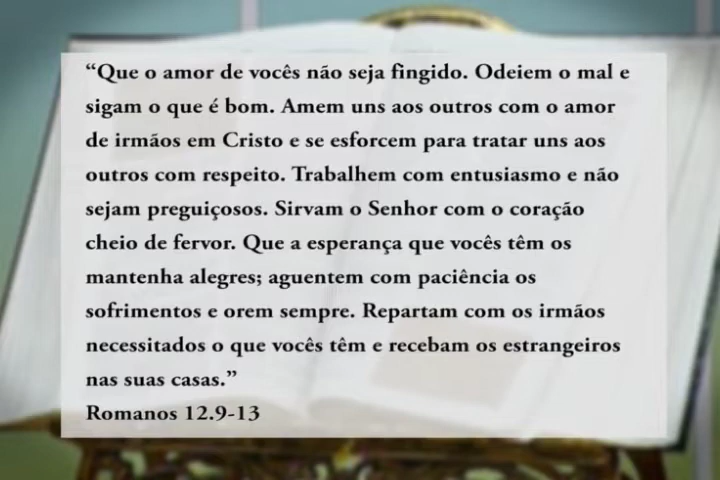 “Que o amor de vocês não seja fingido. Odeiem o mal e
sigam o que é bom. Amem uns aos outros com o amor
de irmãos em Cristo e se esforcem para tratar uns aos
outros com respeito. Trabalhem com entusiasmo e não
sejam preguiçosos. Sirvam o Senhor com o coração
cheio de fervor. Que a esperança que vocês têm os
mantenha alegres; aguentem com paciência os
sofrimentos e orem sempre. Repartam com os irmãos
necessitados o que vocês têm e recebam os estrangeiros
nas suas casas.”
Romanos 12.9-13